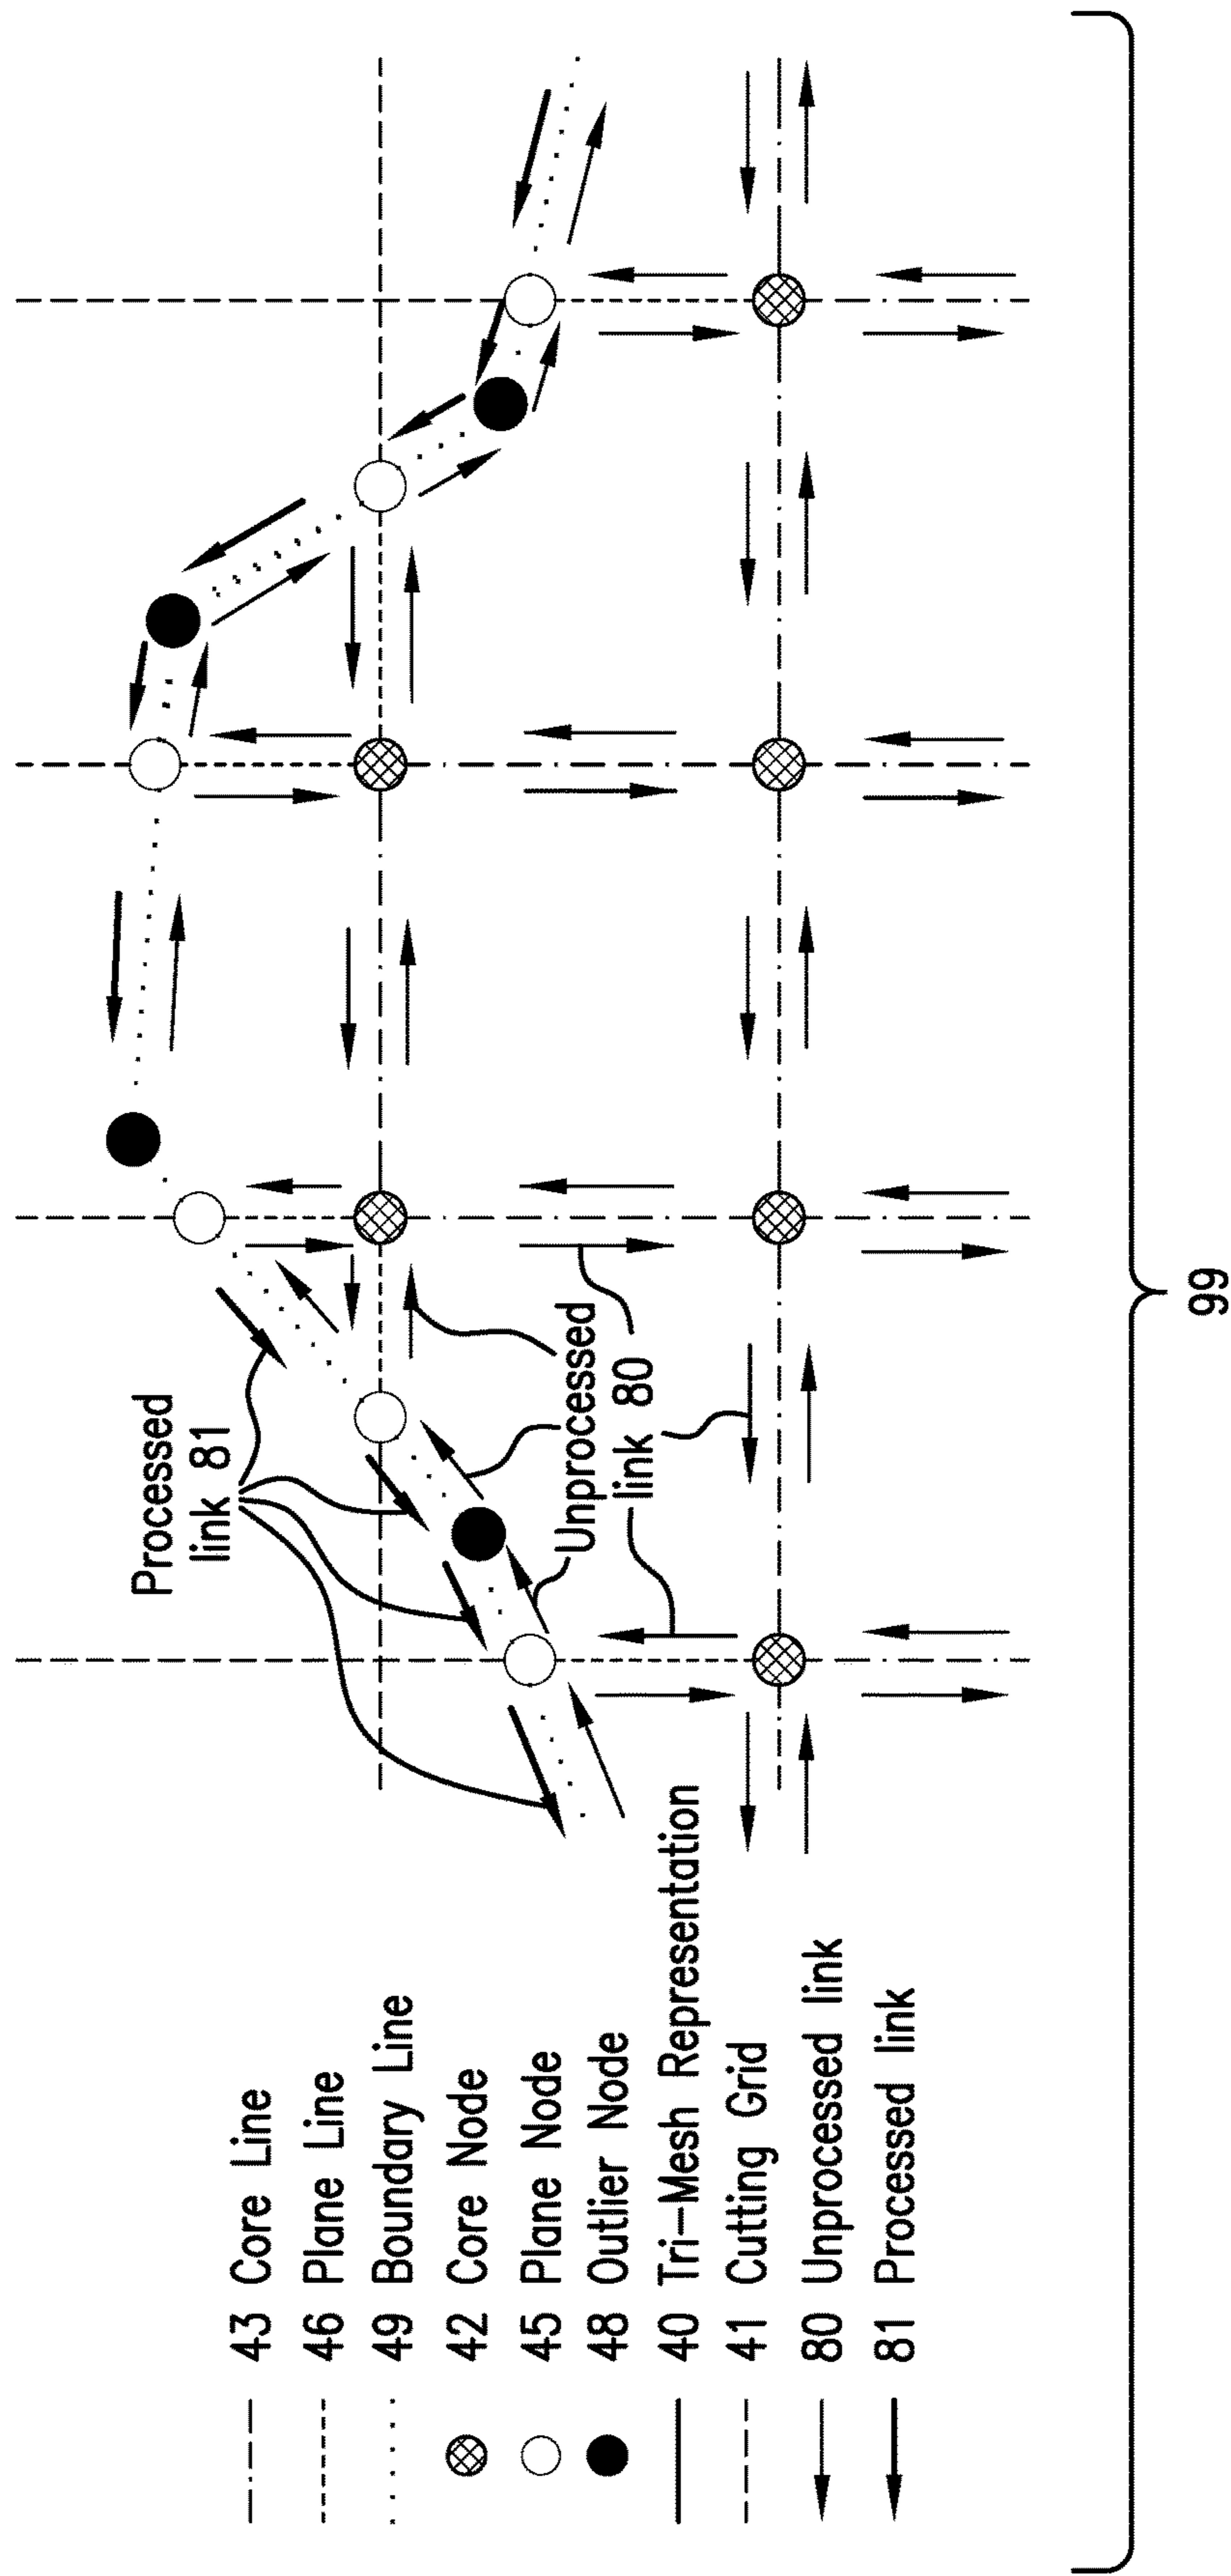 Processed
link 81
Unprocessed
link 80
43 Core Line
46 Plane Line
49 Boundary Line
42 Core Node
45 Plane Node
48 Outlier Node
40 Tri-Mesh Representation
41 Cutting Grid
80 Unprocessed link
81 Processed link
99